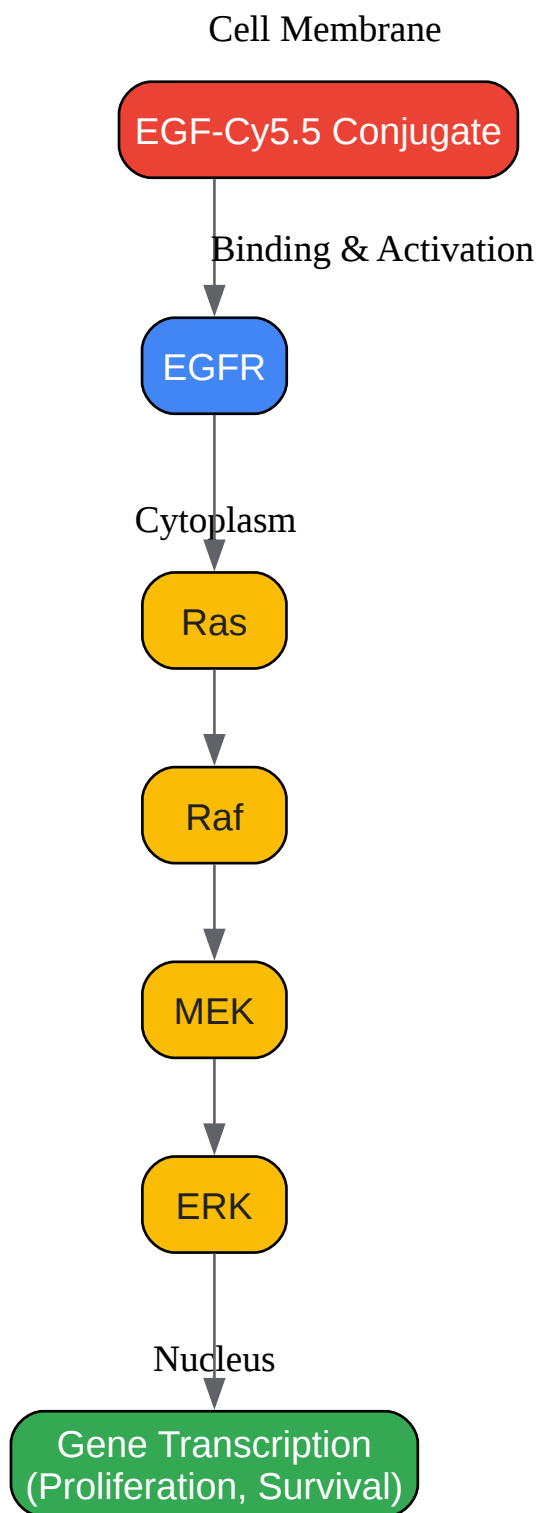 Cell Membrane
EGF-Cy5.5 Conjugate
Binding & Activation
EGFR
Cytoplasm
Ras
Raf
MEK
ERK
Nucleus
Gene Transcription
(Proliferation, Survival)